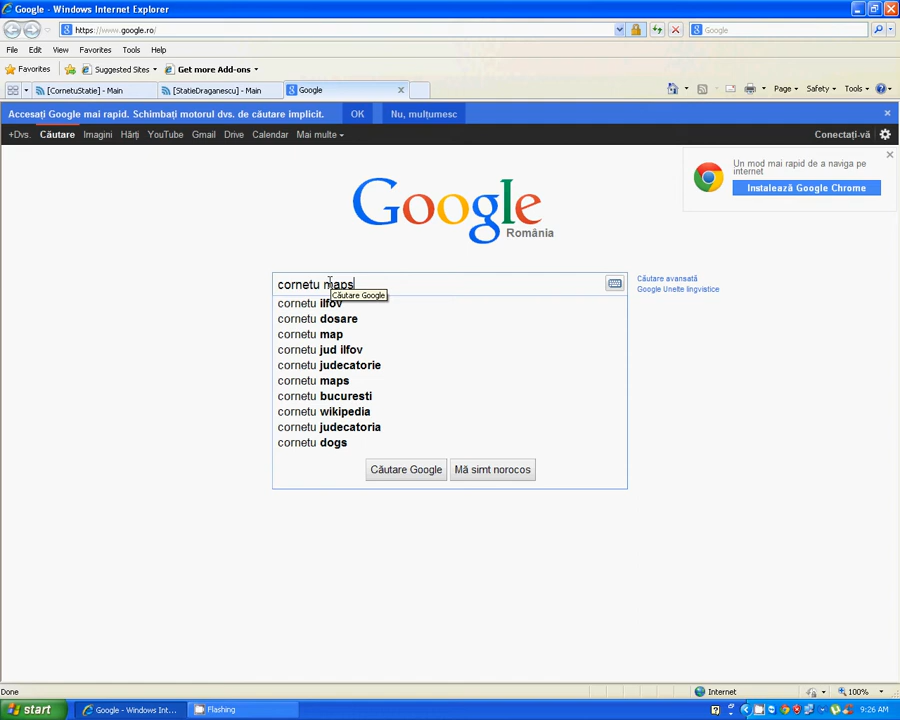 Google - Windows Internet Explorer
https://www.google.ro/
Google
File Edit View Favorites Tools Help
Favorites Suggested Sites Get more Add-ons
[CornetuStatie] - Main [StatieDraganescu] - Main Google Page Safety Tools
Accesați Google mai rapid. Schimbați motorul dvs. de căutare implicit. OK Nu, mulțumesc
+Dvs. Căutare Imagini Hărți YouTube Gmail Drive Calendar Mai multe Conectați-vă
Un mod mai rapid de a naviga pe
internet
Instalează Google Chrome
Google
România
cornetu maps
Căutare Google
Căutare avansată
Google Unelte lingvistice
cornetu ilfov
cornetu dosare
cornetu map
cornetu jud ilfov
cornetu judecatorie
cornetu maps
cornetu bucuresti
cornetu wikipedia
cornetu judecatoria
cornetu dogs
Căutare Google Mă simt norocos
Done Internet 100%
start Google - Windows Int... Flashing 9:26 AM